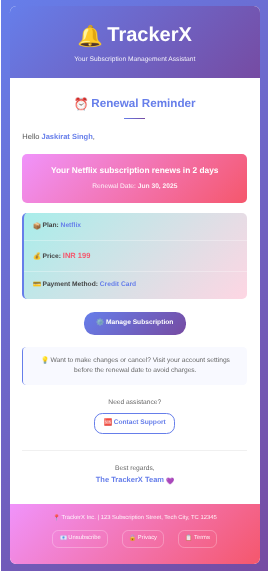 🔔 TrackerX
Your Subscription Management Assistant
⏰ Renewal Reminder
Hello Jaskirat Singh,
Your Netflix subscription renews in 2 days
Renewal Date: Jun 30, 2025
📦 Plan: Netflix
💰 Price: INR 199
💳 Payment Method: Credit Card
⚙️ Manage Subscription
💡 Want to make changes or cancel? Visit your account settings
before the renewal date to avoid charges.
Need assistance?
🆘 Contact Support
Best regards,
The TrackerX Team 💜
📍 TrackerX Inc. | 123 Subscription Street, Tech City, TC 12345
📧 Unsubscribe 🔒 Privacy 📋 Terms